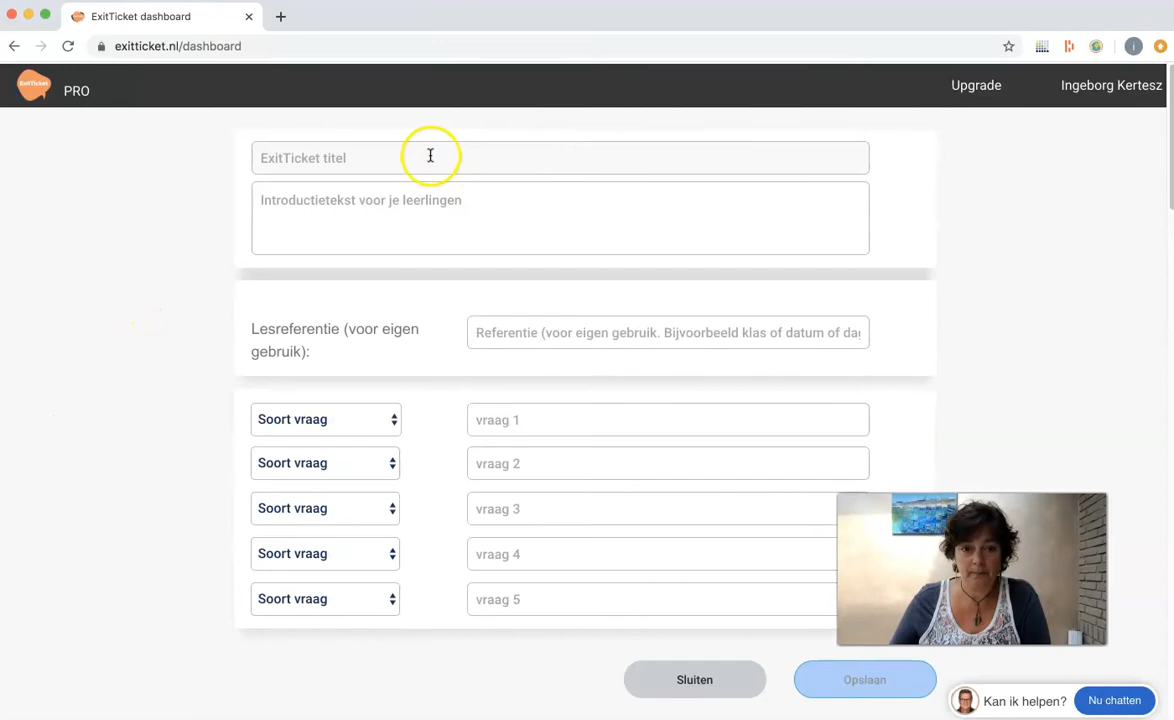 ExitTicket dashboard
exitticket.nl/dashboard
ExitTicket
PRO
Upgrade
Ingeborg Kertesz
ExitTicket titel
Introductietekst voor je leerlingen
Lesreferentie (voor eigen
gebruik):
Referentie (voor eigen gebruik. Bijvoorbeeld klas of datum of dag
Soort vraag
vraag 1
Soort vraag
vraag 2
Soort vraag
vraag 3
Soort vraag
vraag 4
Soort vraag
vraag 5
Sluiten
Opslaan
Kan ik helpen?
Nu chatten